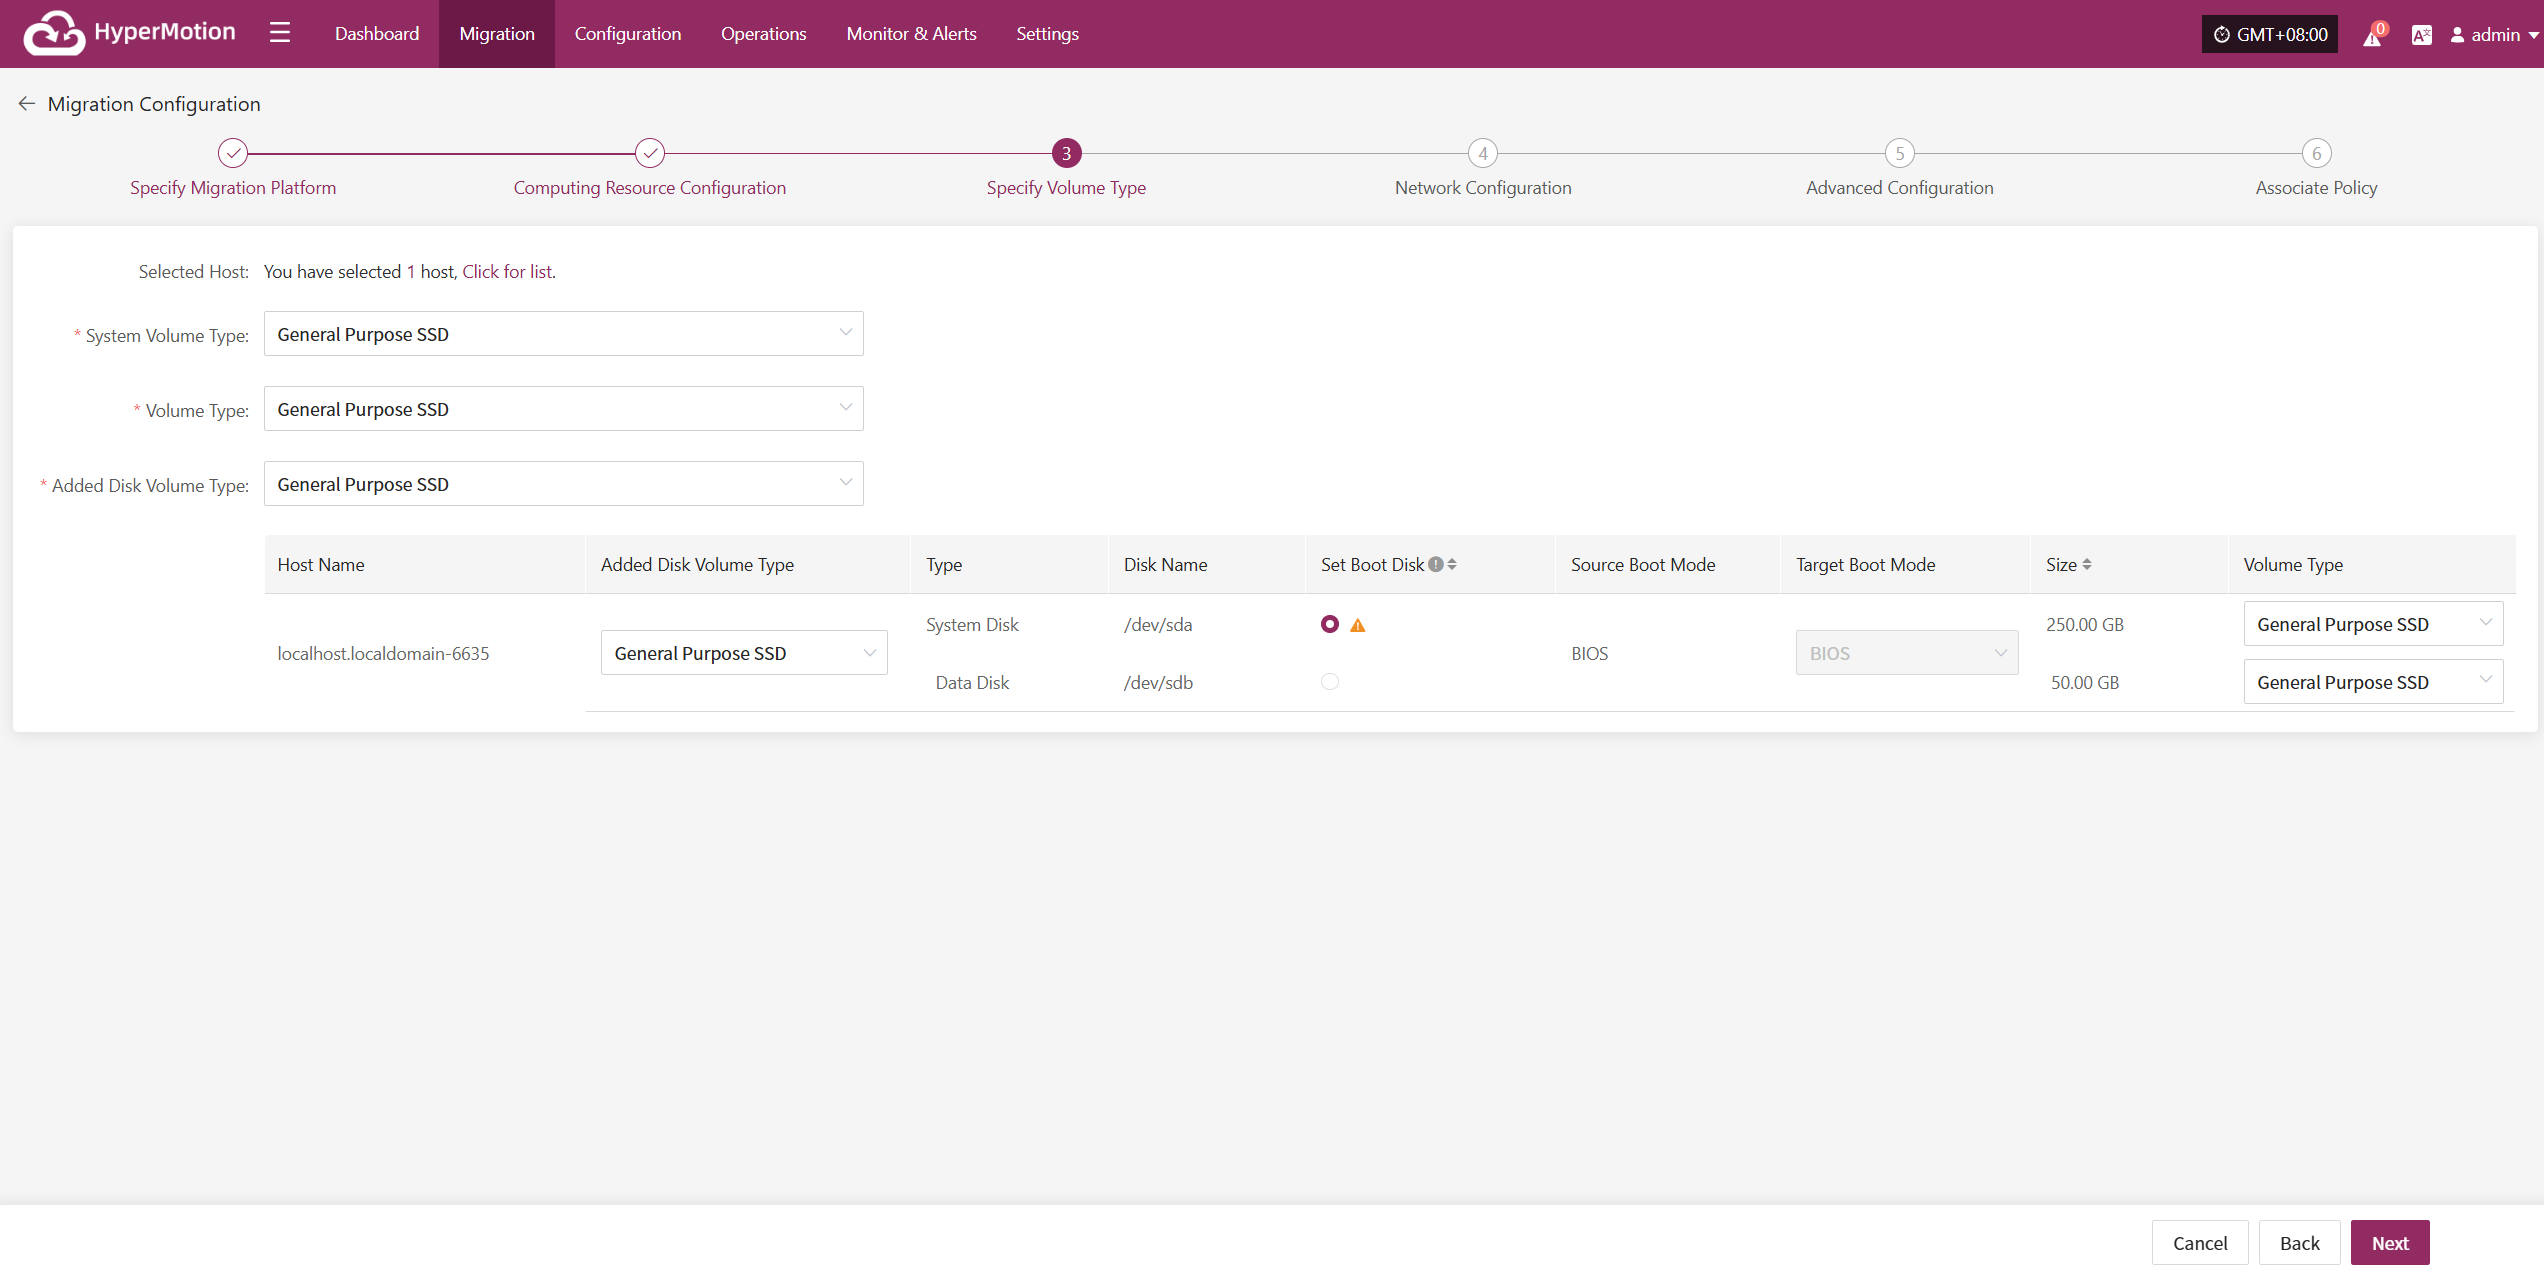 HyperMotion
Dashboard
Migration
Configuration
Operations
Monitor & Alerts
Settings
GMT+08:00
0
admin
Migration Configuration
3
4
5
6
Specify Migration Platform
Computing Resource Configuration
Specify Volume Type
Network Configuration
Advanced Configuration
Associate Policy
Selected Host: You have selected 1 host, Click for list.
* System Volume Type: General Purpose SSD
* Volume Type: General Purpose SSD
* Added Disk Volume Type: General Purpose SSD
Host Name
Added Disk Volume Type
Type
Disk Name
Set Boot Disk
Source Boot Mode
Target Boot Mode
Size
Volume Type
localhost.localdomain-6635
General Purpose SSD
System Disk
/dev/sda
BIOS
BIOS
250.00 GB
General Purpose SSD
Data Disk
/dev/sdb
50.00 GB
General Purpose SSD
Cancel
Back
Next